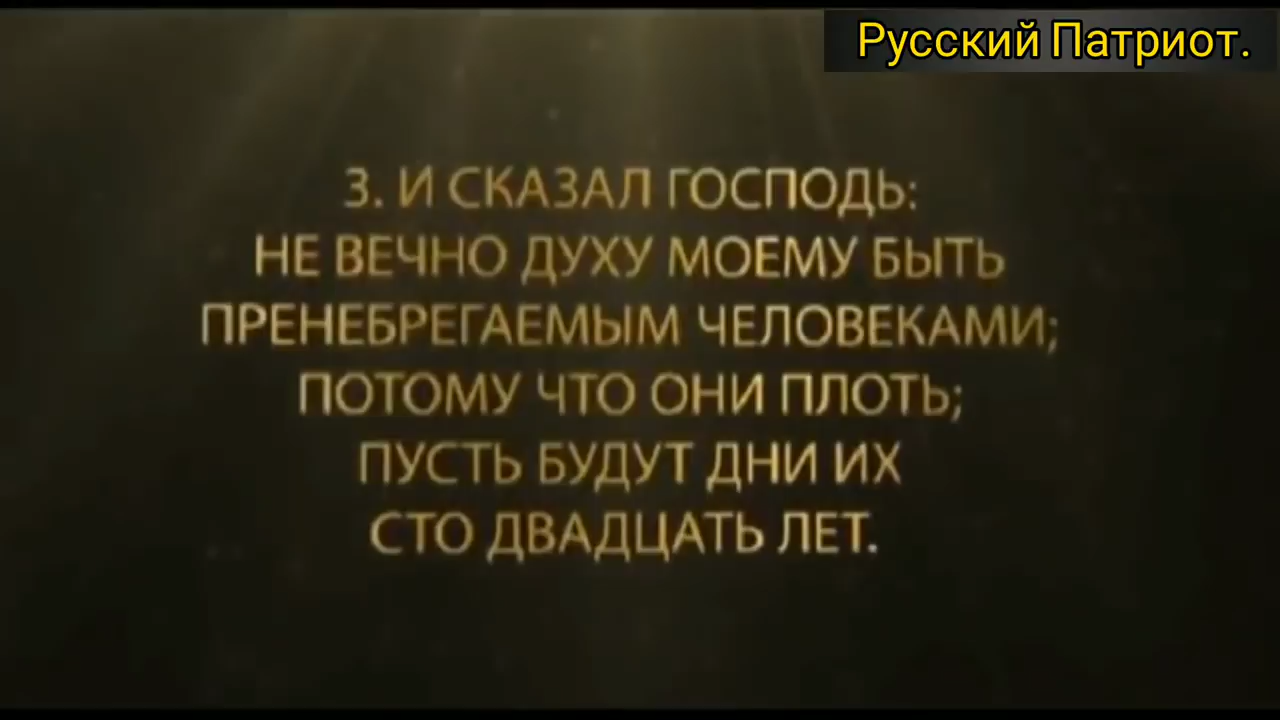 Русский Патриот.
3. И СКАЗАЛ ГОСПОДЬ:
НЕ ВЕЧНО ДУХУ МОЕМУ БЫТЬ
ПРЕНЕБРЕГАЕМЫМ ЧЕЛОВЕКАМИ;
ПОТОМУ ЧТО ОНИ ПЛОТЬ;
ПУСТЬ БУДУТ ДНИ ИХ
СТО ДВАДЦАТЬ ЛЕТ.